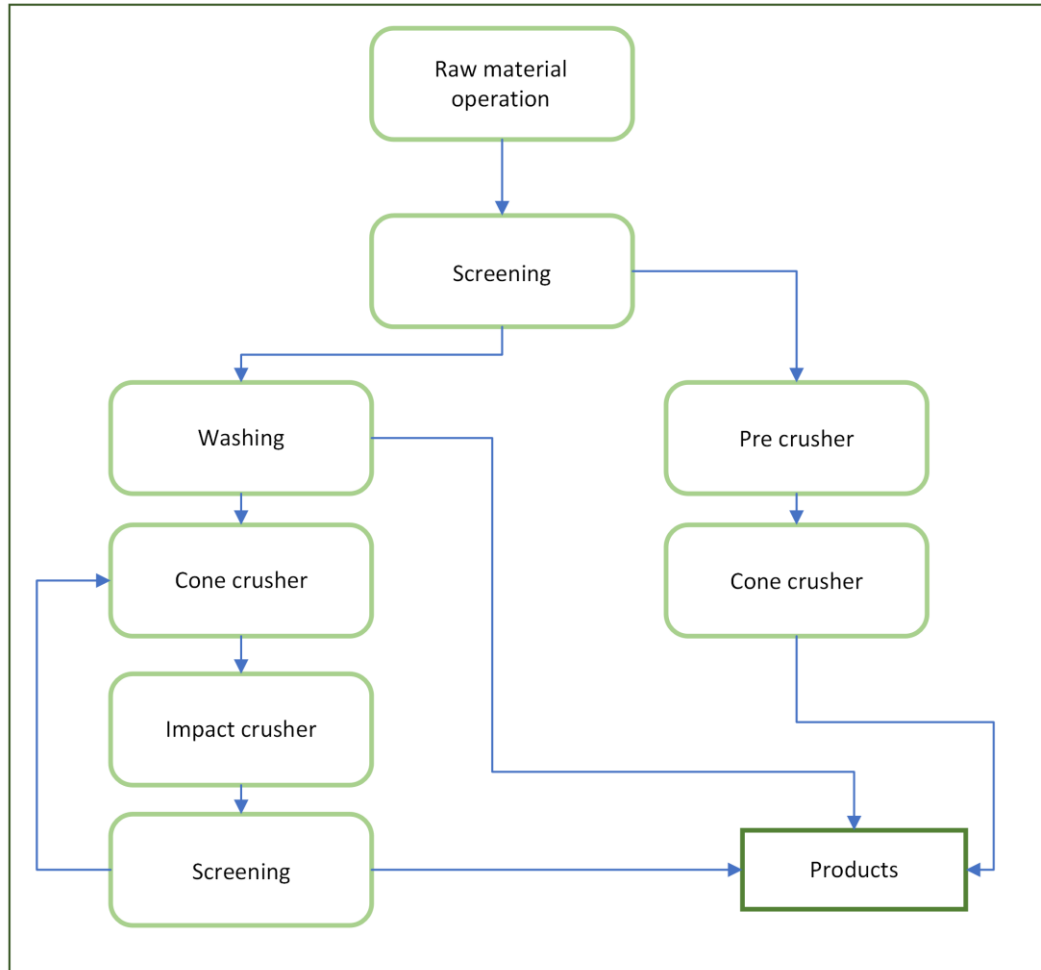 Raw material
operation
Screening
Washing
Pre crusher
Cone crusher
Cone crusher
Impact crusher
Screening
Products